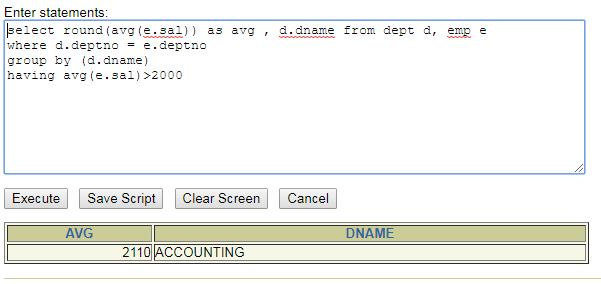 Enter statements:
select round(avg(e.sal)) as avg , d.dname from dept d, emp e
where d.deptno = e.deptno
group by (d.dname)
having avg(e.sal)>2000
Execute Save Script Clear Screen Cancel
AVG DNAME
2110 ACCOUNTING